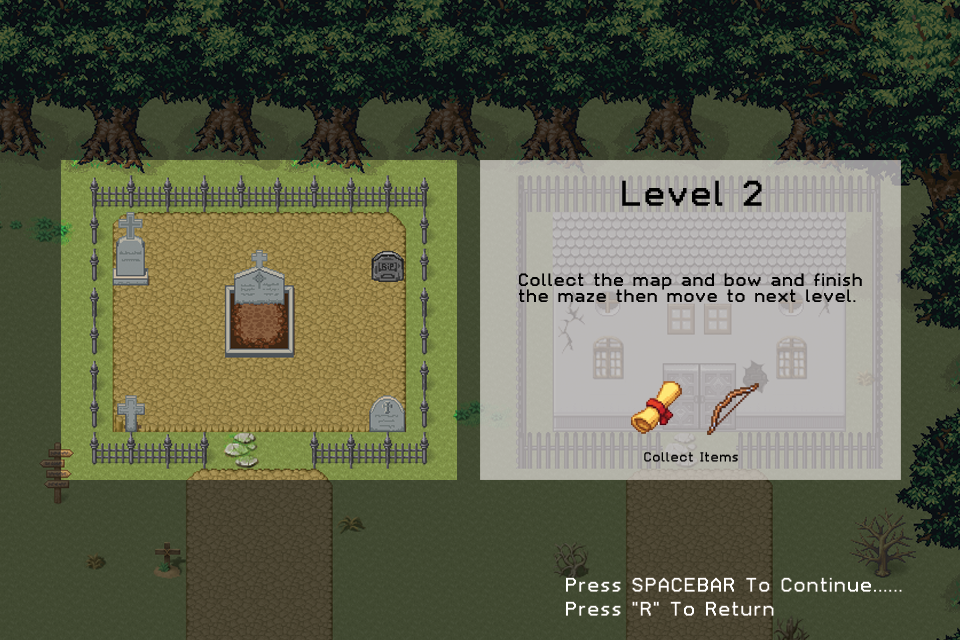 Level 2
Collect the map and bow and finish
the maze then move to next level.
Collect Items
Press SPACEBAR To Continue......
Press "R" To Return